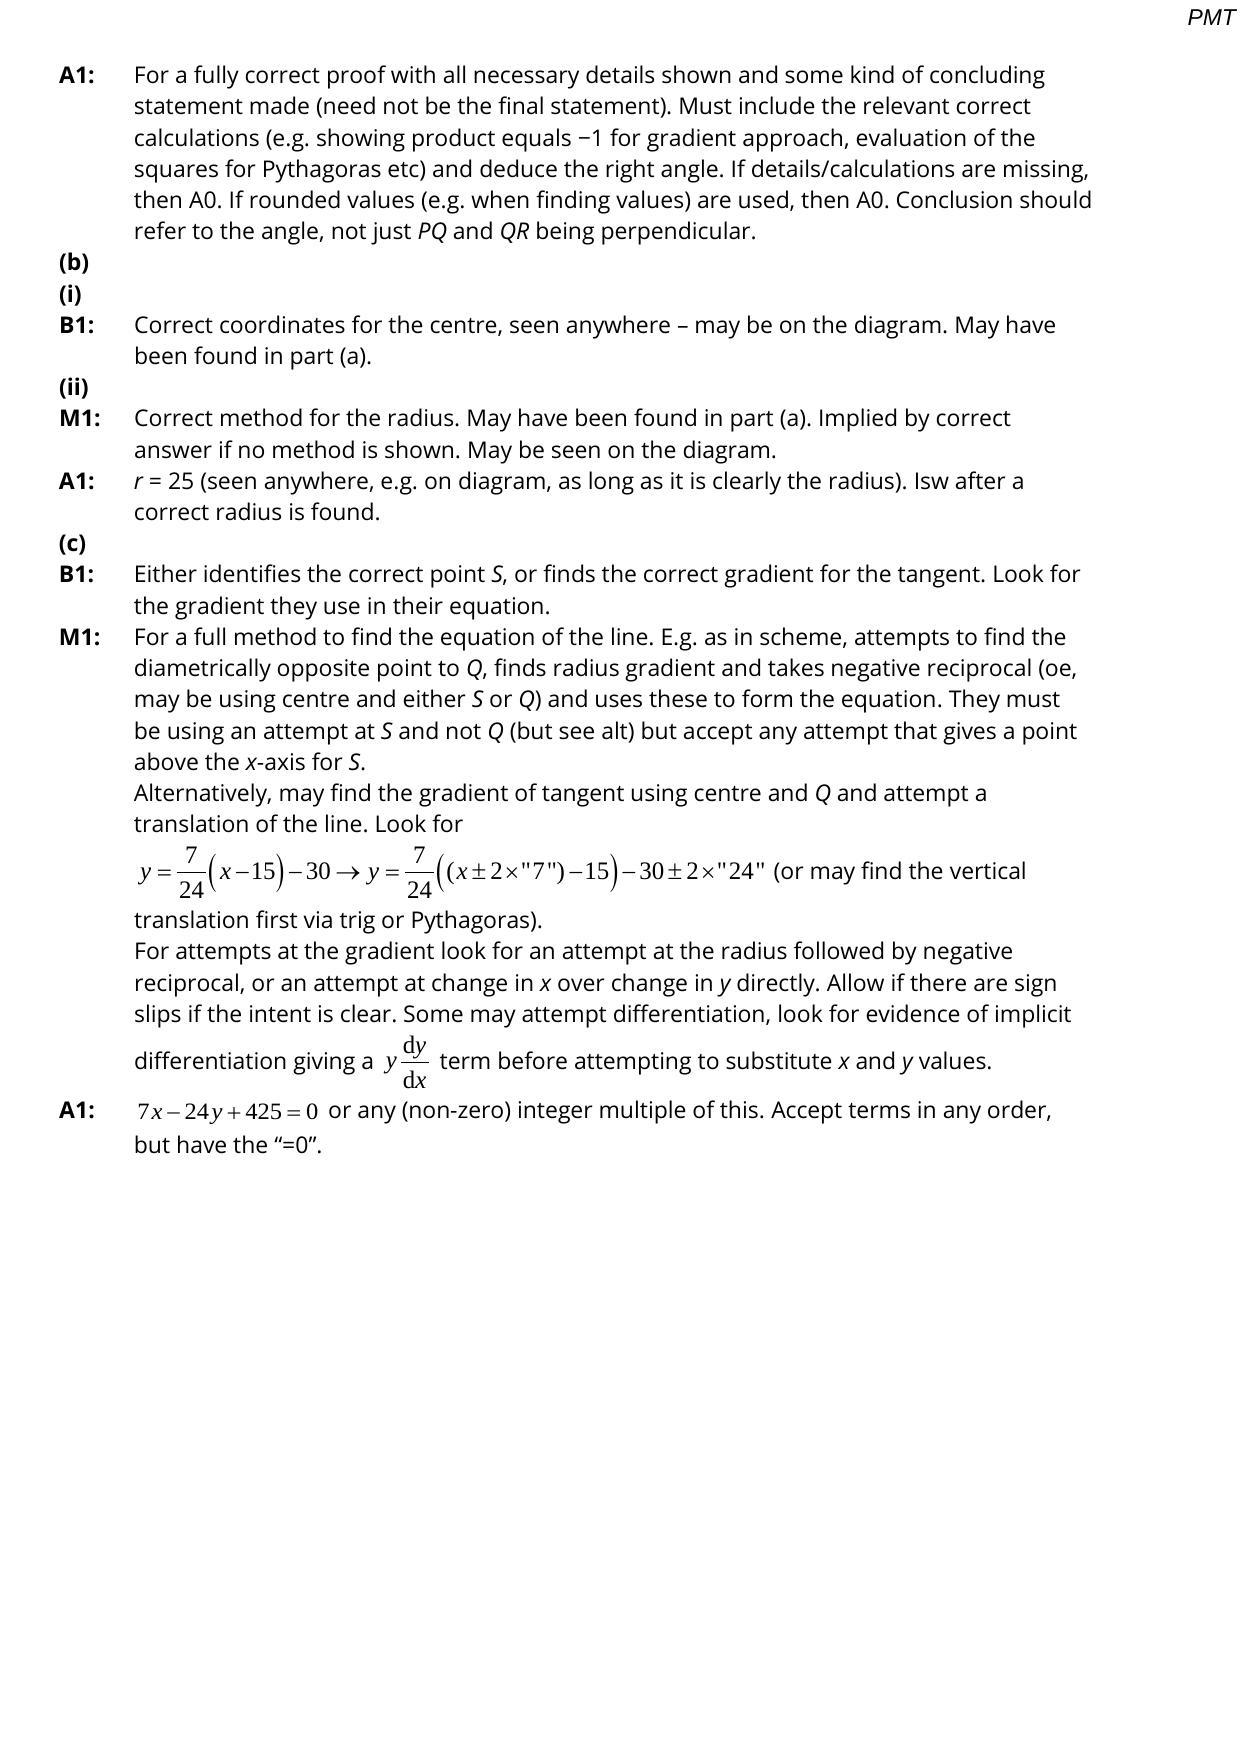 PMT
A1: For a fully correct proof with all necessary details shown and some kind of concluding
statement made (need not be the final statement). Must include the relevant correct
calculations (e.g. showing product equals −1 for gradient approach, evaluation of the
squares for Pythagoras etc) and deduce the right angle. If details/calculations are missing,
then A0. If rounded values (e.g. when finding values) are used, then A0. Conclusion should
refer to the angle, not just PQ and QR being perpendicular.
(b)
(i)
B1: Correct coordinates for the centre, seen anywhere – may be on the diagram. May have
been found in part (a).
(ii)
M1: Correct method for the radius. May have been found in part (a). Implied by correct
answer if no method is shown. May be seen on the diagram.
A1: r = 25 (seen anywhere, e.g. on diagram, as long as it is clearly the radius). Isw after a
correct radius is found.
(c)
B1: Either identifies the correct point S, or finds the correct gradient for the tangent. Look for
the gradient they use in their equation.
M1: For a full method to find the equation of the line. E.g. as in scheme, attempts to find the
diametrically opposite point to Q, finds radius gradient and takes negative reciprocal (oe,
may be using centre and either S or Q) and uses these to form the equation. They must
be using an attempt at S and not Q (but see alt) but accept any attempt that gives a point
above the x-axis for S.
Alternatively, may find the gradient of tangent using centre and Q and attempt a
translation of the line. Look for
y = 7/24 (x − 15) − 30 → y = 7/24 ((x ± 2 × "7") − 15) − 30 ± 2 × "24" (or may find the vertical
translation first via trig or Pythagoras).
For attempts at the gradient look for an attempt at the radius followed by negative
reciprocal, or an attempt at change in x over change in y directly. Allow if there are sign
slips if the intent is clear. Some may attempt differentiation, look for evidence of implicit
differentiation giving a y dy/dx term before attempting to substitute x and y values.
A1: 7x − 24y + 425 = 0 or any (non-zero) integer multiple of this. Accept terms in any order,
but have the “=0”.